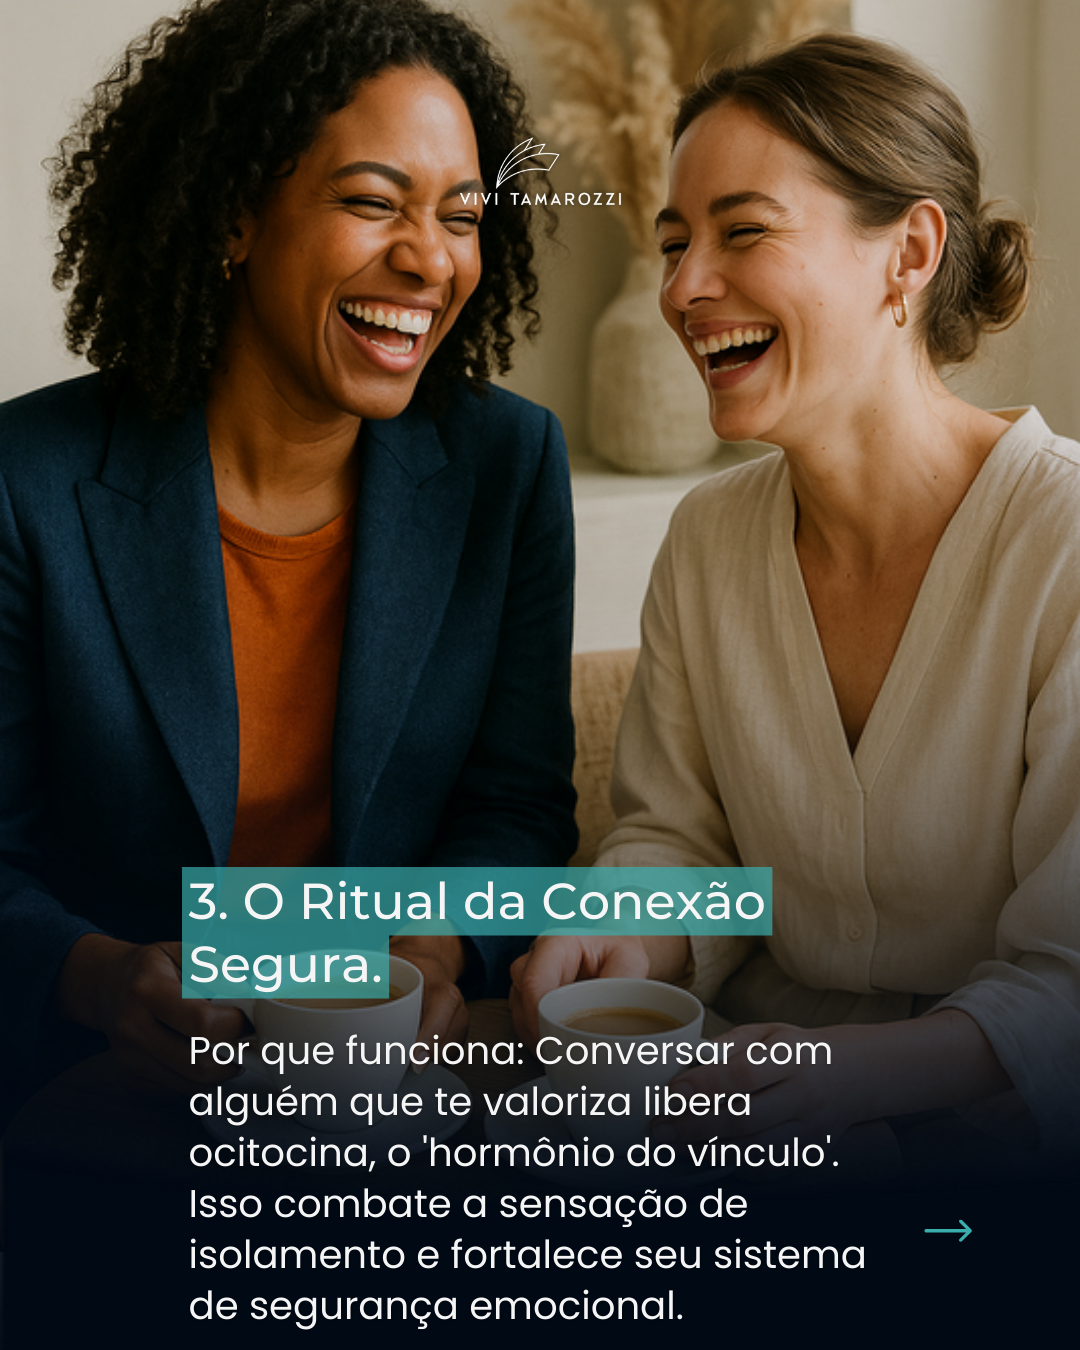 VIVI TAMAROZZI
3. O Ritual da Conexão
Segura.
Por que funciona: Conversar com
alguém que te valoriza libera
ocitocina, o 'hormônio do vínculo'.
Isso combate a sensação de
isolamento e fortalece seu sistema
de segurança emocional.